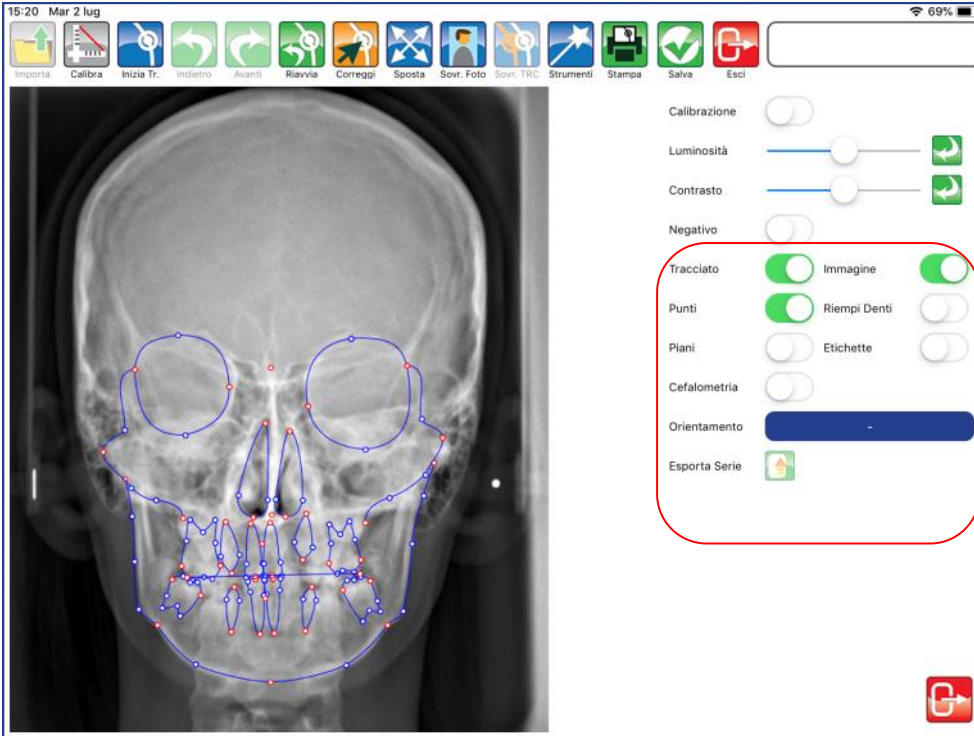 15:20 Mar 2 lug 69%
Importa Calibra Inizia Tr. Indietro Avanti Riavvia Correggi Sposta Sovr. Foto Sovr. TRC Strumenti Stampa Salva Esci
Calibrazione
Luminosità
Contrasto
Negativo
Tracciato Immagine
Punti Riempi Denti
Piani Etichette
Cefalometria
Orientamento -
Esporta Serie